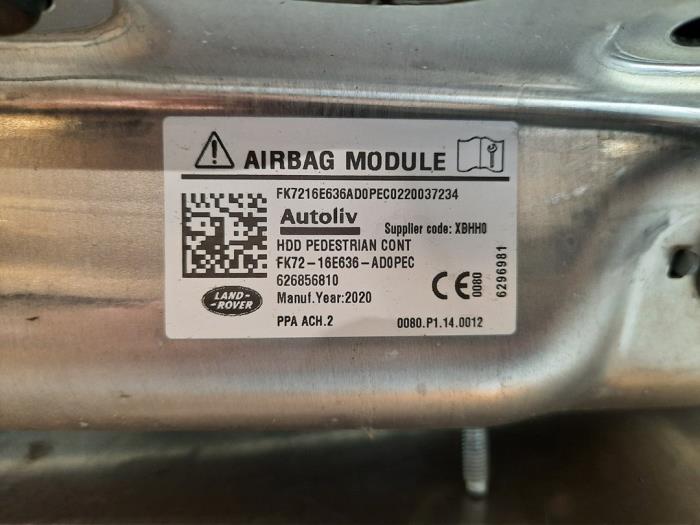 AIRBAG MODULE
FK7216E636AD0PEC0220037234
Autoliv
Supplier code: XBHH0
HDD PEDESTRIAN CONT
FK72-16E636-AD0PEC
626856810
Manuf.Year:2020
CE
0080
6296981
LAND-
-ROVER
PPA ACH.2
0080.P1.14.0012